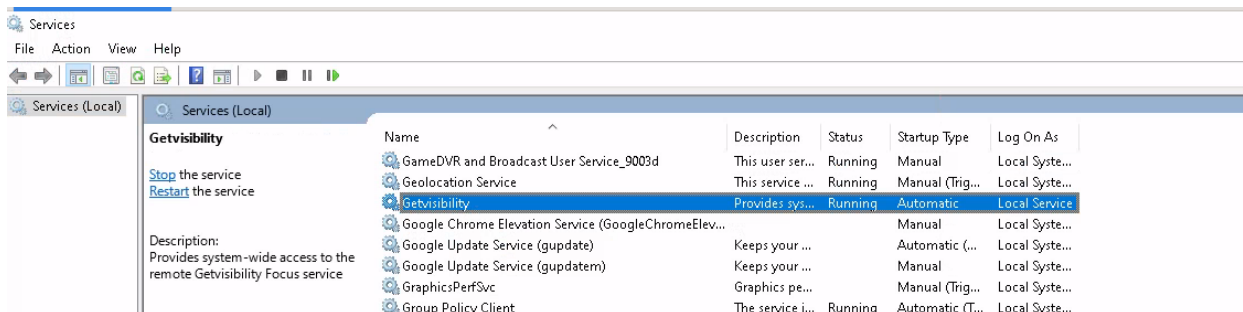 Services
File Action View Help
Services (Local)
Services (Local)
Getvisibility
Stop the service
Restart the service
Description:
Provides system-wide access to the
remote Getvisibility Focus service
Name Description Status Startup Type Log On As
GameDVR and Broadcast User Service_9003d This user ser... Running Manual Local Syste...
Geolocation Service This service ... Running Manual (Trig... Local Syste...
Getvisibility Provides sys... Running Automatic Local Service
Google Chrome Elevation Service (GoogleChromeElev... Manual Local Syste...
Google Update Service (gupdate) Keeps your ... Automatic (... Local Syste...
Google Update Service (gupdatem) Keeps your ... Manual Local Syste...
GraphicsPerfSvc Graphics pe... Manual (Trig... Local Syste...
Group Policy Client The service i... Running Automatic (T... Local Syste...